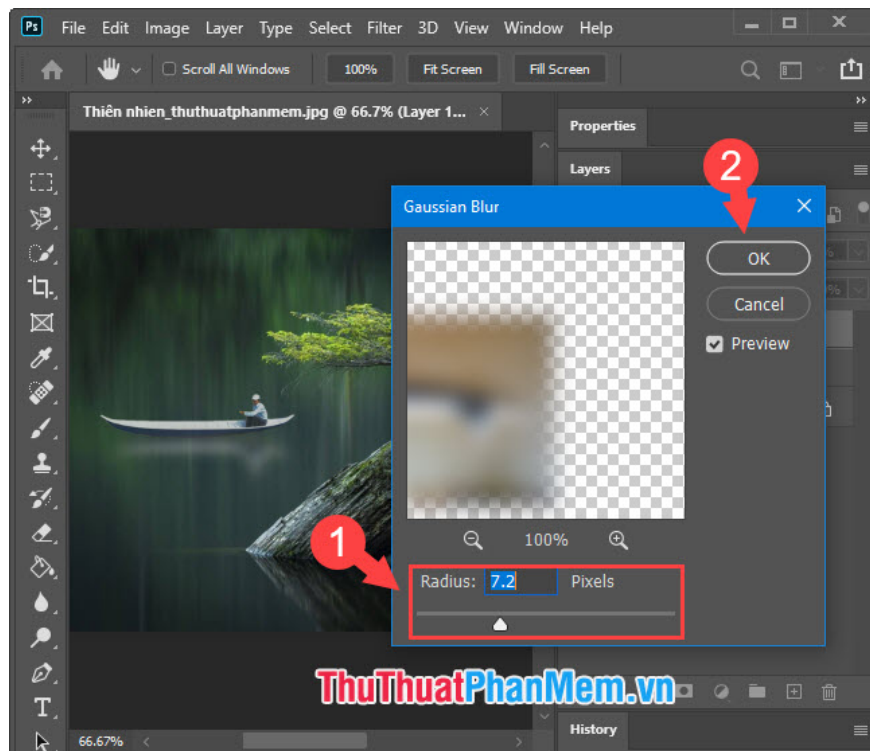 Ps File Edit Image Layer Type Select Filter 3D View Window Help
Scroll All Windows 100% Fit Screen Fill Screen
Thiên nhien_thuthuatphanmem.jpg @ 66.7% (Layer 1...
Properties
Layers
2
Gaussian Blur
OK
Cancel
Preview
%
0%
100%
1
Radius: 7.2 Pixels
ThuThuatPhanMem.vn
T
History
66.67%